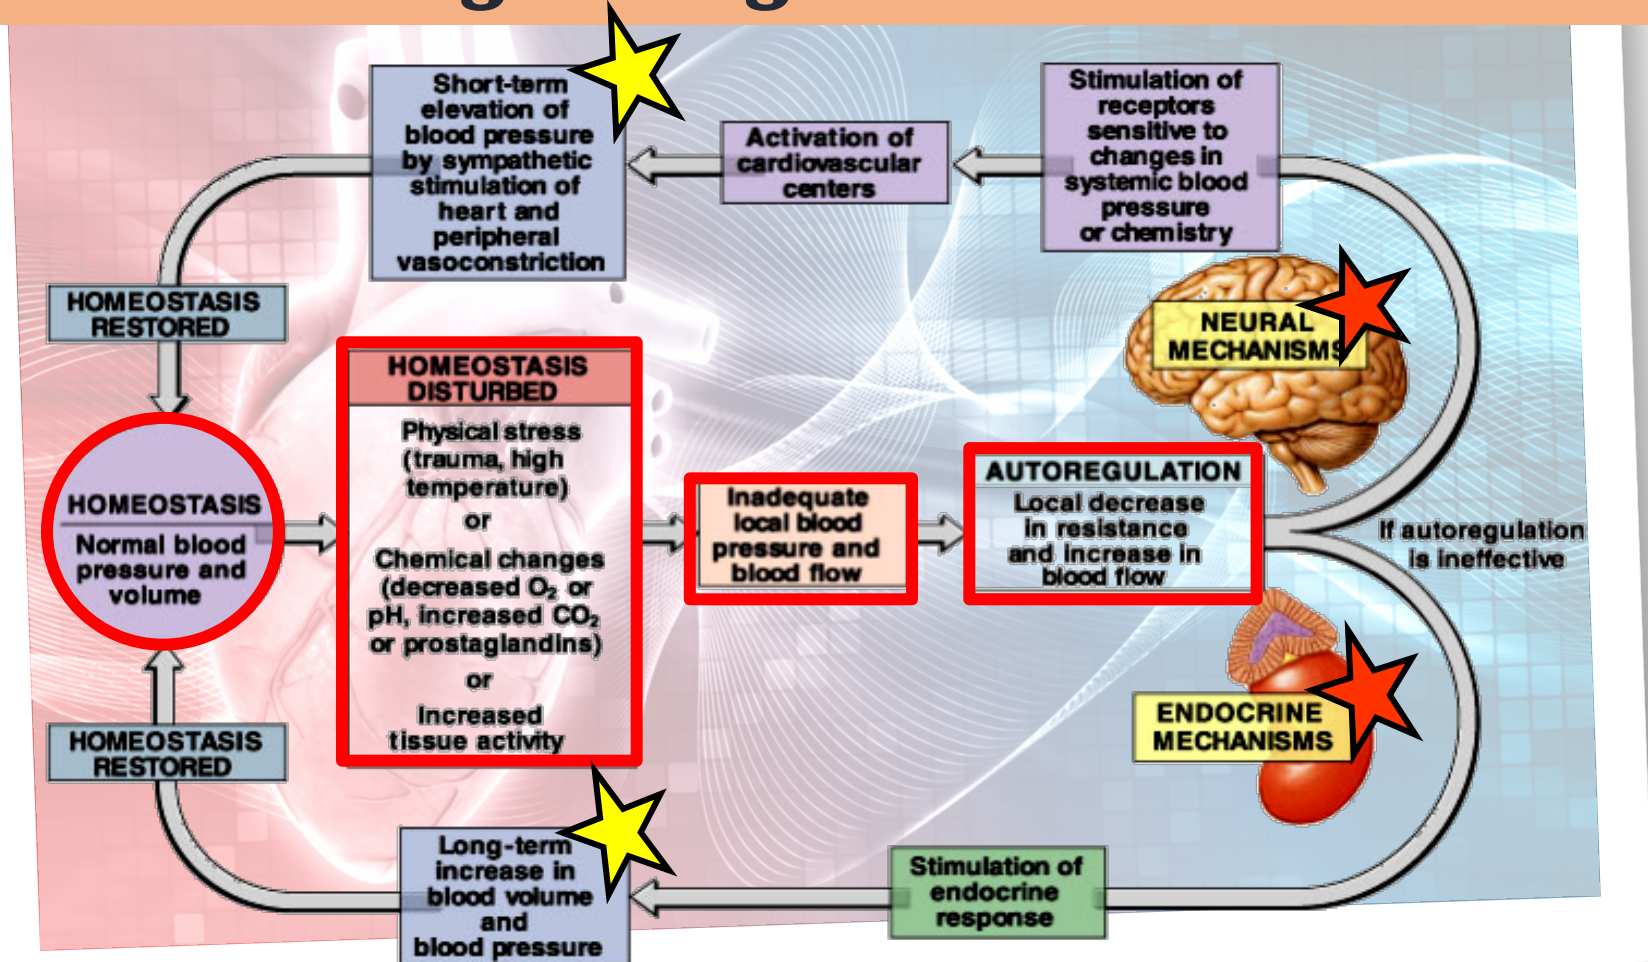 Short-term
elevation of
blood pressure
by sympathetic
stimulation of
heart and
peripheral
vasoconstriction
Activation of
cardiovascular
centers
Stimulation of
receptors
sensitive to
changes in
systemic blood
pressure
or chemistry
HOMEOSTASIS
RESTORED
NEURAL
MECHANISMS
HOMEOSTASIS
Normal blood
pressure and
volume
HOMEOSTASIS
DISTURBED
Physical stress
(trauma, high
temperature)
or
Chemical changes
(decreased O₂ or
pH, increased CO₂
or prostaglandins)
or
Increased
tissue activity
Inadequate
local blood
pressure and
blood flow
AUTOREGULATION
Local decrease
in resistance
and increase in
blood flow
If autoregulation
is ineffective
ENDOCRINE
MECHANISMS
HOMEOSTASIS
RESTORED
Long-term
increase in
blood volume
and
blood pressure
Stimulation of
endocrine
response